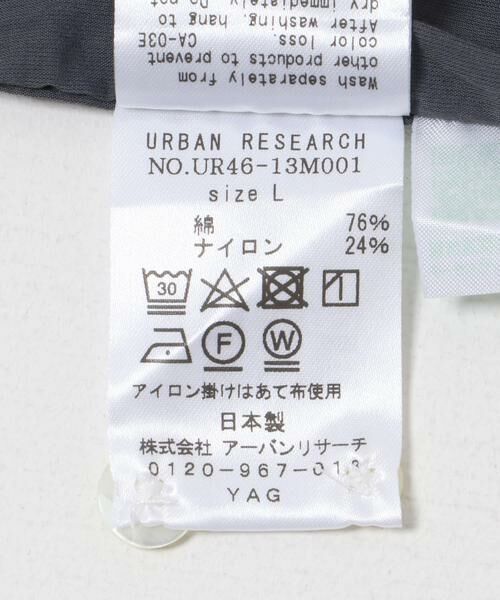 Wash separately from
other products to prevent
color loss. CA-03E
After washing, hang. to
dry immediately. Do not
URBAN RESEARCH
NO.UR46-13M001
size L
綿 76%
ナイロン 24%
30
F W
アイロン掛けはあて布使用
日本製
株式会社 アーバンリサーチ
0120-967-013
YAG